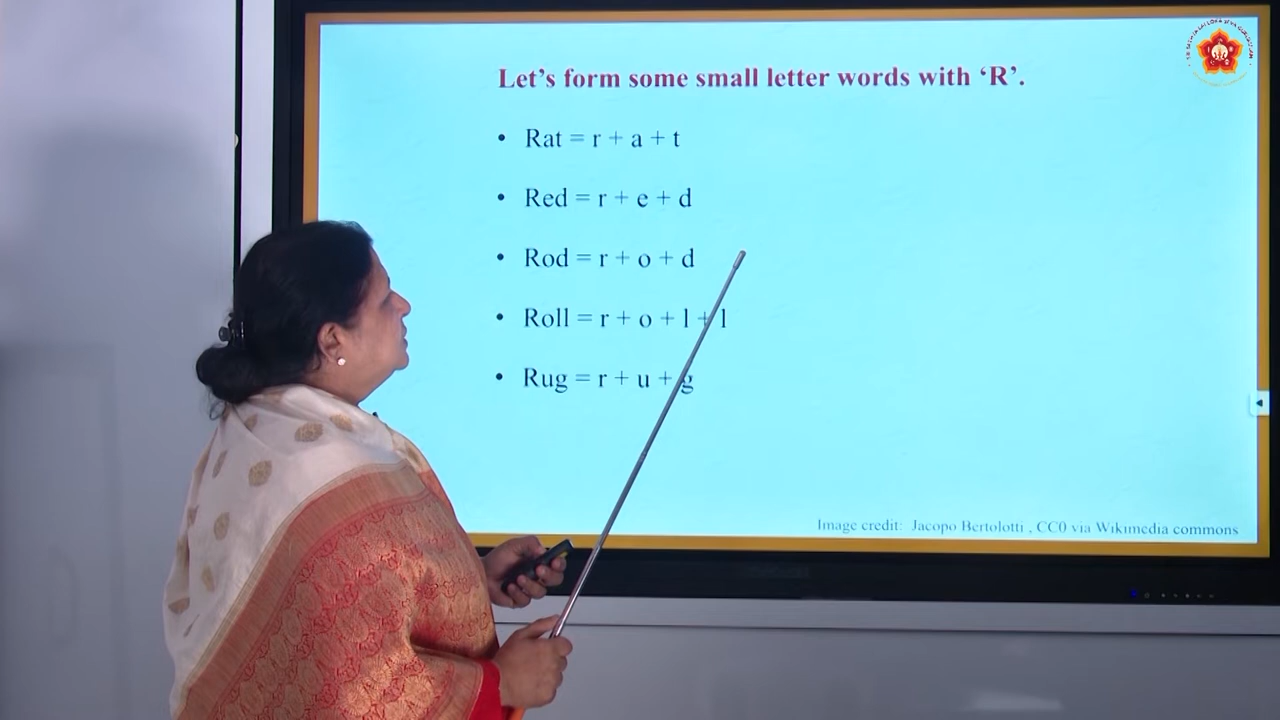 Let's form some small letter words with ‘R’.
• Rat = r + a + t
• Red = r + e + d
• Rod = r + o + d
• Roll = r + o + l + l
• Rug = r + u + g
Image credit: Jacopo Bertolotti , CC0 via Wikimedia commons